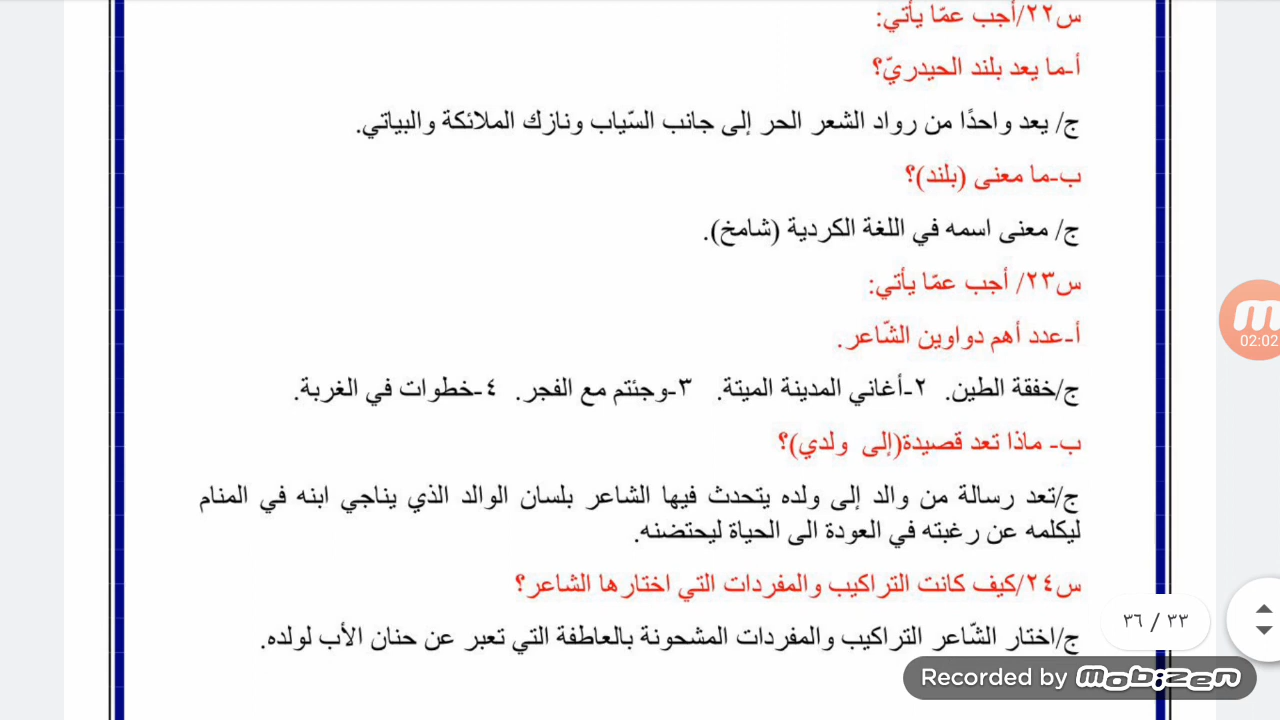 س٢٢/أجب عمّا يأتي:
أ-ما يعد بلند الحيدريّ؟
ج/ يعد واحدًا من رواد الشعر الحر إلى جانب السّياب ونازك الملائكة والبياتي.
ب-ما معنى (بلند)؟
ج/ معنى اسمه في اللغة الكردية (شامخ).
س٢٣/ أجب عمّا يأتي:
أ-عدد أهم دواوين الشّاعر.
ج/خفقة الطين. ٢-أغاني المدينة الميتة. ٣-وجئتم مع الفجر. ٤-خطوات في الغربة.
ب- ماذا تعد قصيدة(إلى ولدي)؟
ج/تعد رسالة من والد إلى ولده يتحدث فيها الشاعر بلسان الوالد الذي يناجي ابنه في المنام
ليكلمه عن رغبته في العودة الى الحياة ليحتضنه.
س٢٤/كيف كانت التراكيب والمفردات التي اختارها الشاعر؟
ج/اختار الشّاعر التراكيب والمفردات المشحونة بالعاطفة التي تعبر عن حنان الأب لولده.
02:02
٣٣ / ٣٦
Recorded by mobizen